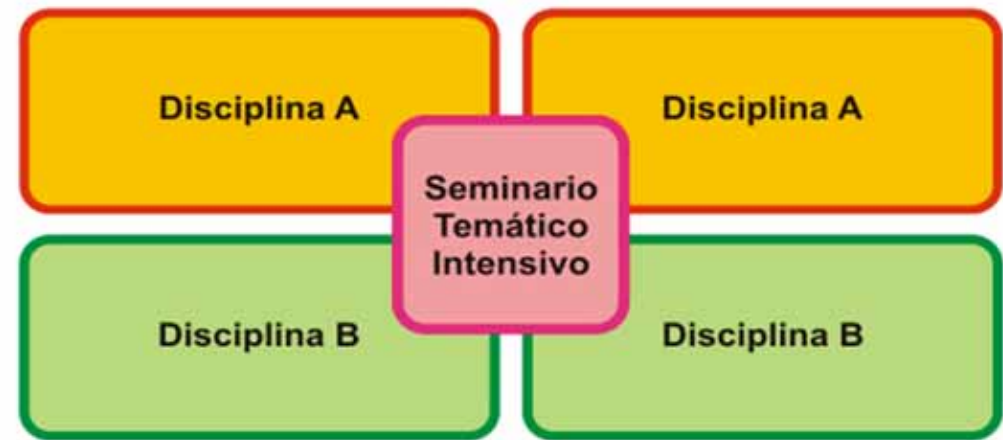 Disciplina A
Disciplina A
Seminario
Temático
Intensivo
Disciplina B
Disciplina B